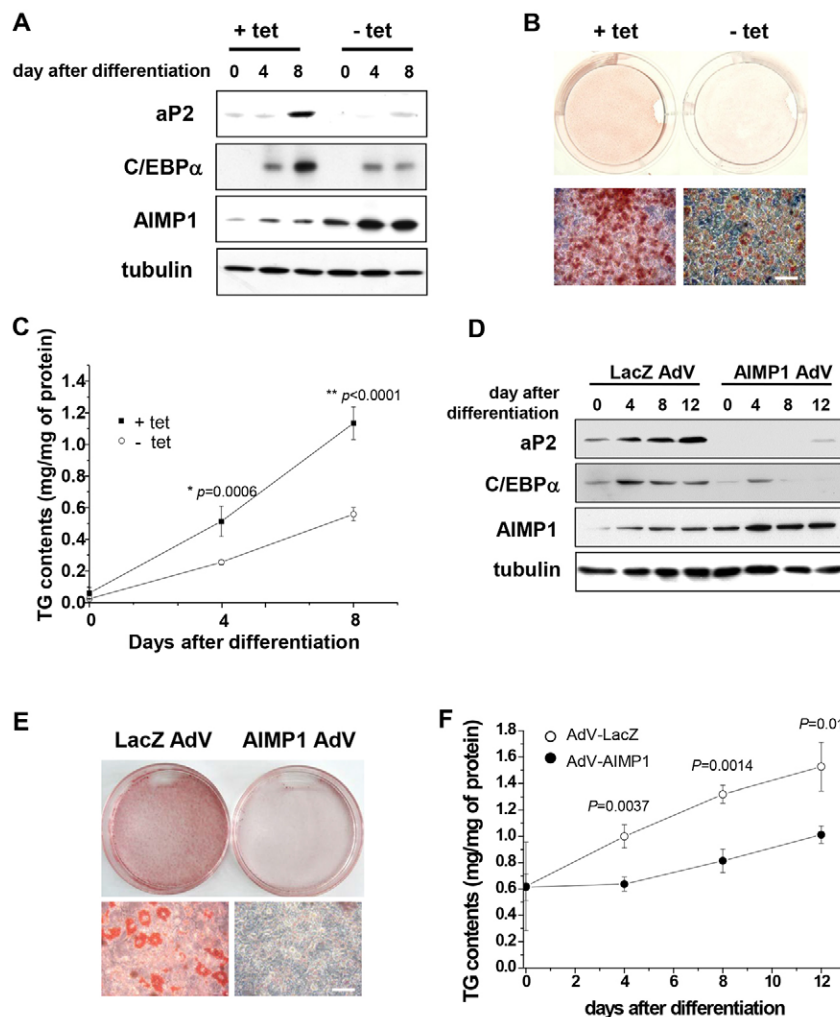 A
+ tet - tet
day after differentiation 0 4 8 0 4 8
aP2
C/EBPα
AIMP1
tubulin
B
+ tet - tet
C
TG contents (mg/mg of protein)
1.4
1.2
1.0
0.8
0.6
0.4
0.2
0.0
+ tet
- tet
* p=0.0006
** p<0.0001
0 4 8
Days after differentiation
D
LacZ AdV AIMP1 AdV
day after
differentiation
0 4 8 12 0 4 8 12
aP2
C/EBPα
AIMP1
tubulin
E
LacZ AdV AIMP1 AdV
F
TG contents (mg/mg of protein)
1.8
1.6
1.4
1.2
1.0
0.8
0.6
0.4
0.2
0.0
AdV-LacZ
AdV-AIMP1
P=0.0037
P=0.0014
P=0.01
0 2 4 6 8 10 12
days after differentiation